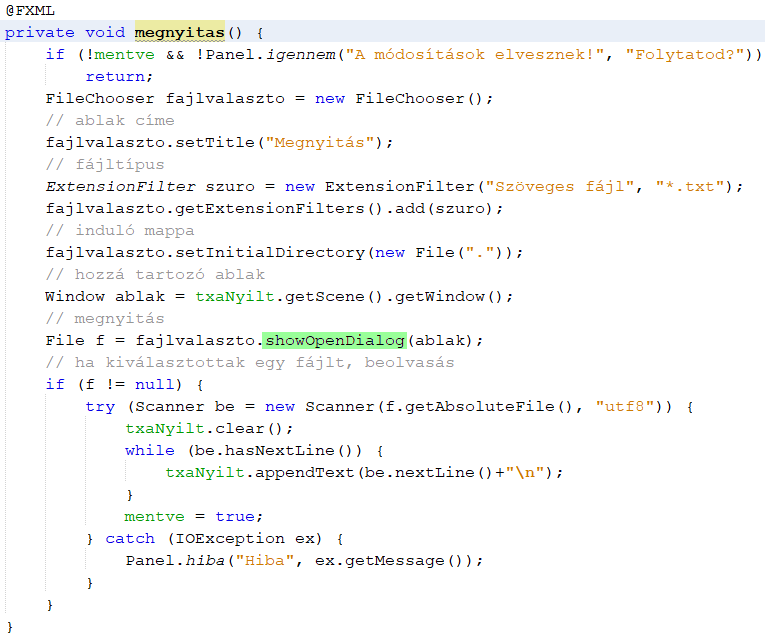 @FXML
private void megnyitas() {
    if (!mentve && !Panel.igennem("A módosítások elvesznek!", "Folytatod?"))
        return;
    FileChooser fajlvalaszto = new FileChooser();
    // ablak címe
    fajlvalaszto.setTitle("Megnyitás");
    // fájltípus
    ExtensionFilter szuro = new ExtensionFilter("Szöveges fájl", "*.txt");
    fajlvalaszto.getExtensionFilters().add(szuro);
    // induló mappa
    fajlvalaszto.setInitialDirectory(new File("."));
    // hozzá tartozó ablak
    Window ablak = txaNyilt.getScene().getWindow();
    // megnyitás
    File f = fajlvalaszto.showOpenDialog(ablak);
    // ha kiválasztottak egy fájlt, beolvasás
    if (f != null) {
        try (Scanner be = new Scanner(f.getAbsoluteFile(), "utf8")) {
            txaNyilt.clear();
            while (be.hasNextLine()) {
                txaNyilt.appendText(be.nextLine()+"\n");
            }
            mentve = true;
        } catch (IOException ex) {
            Panel.hiba("Hiba", ex.getMessage());
        }
    }
}